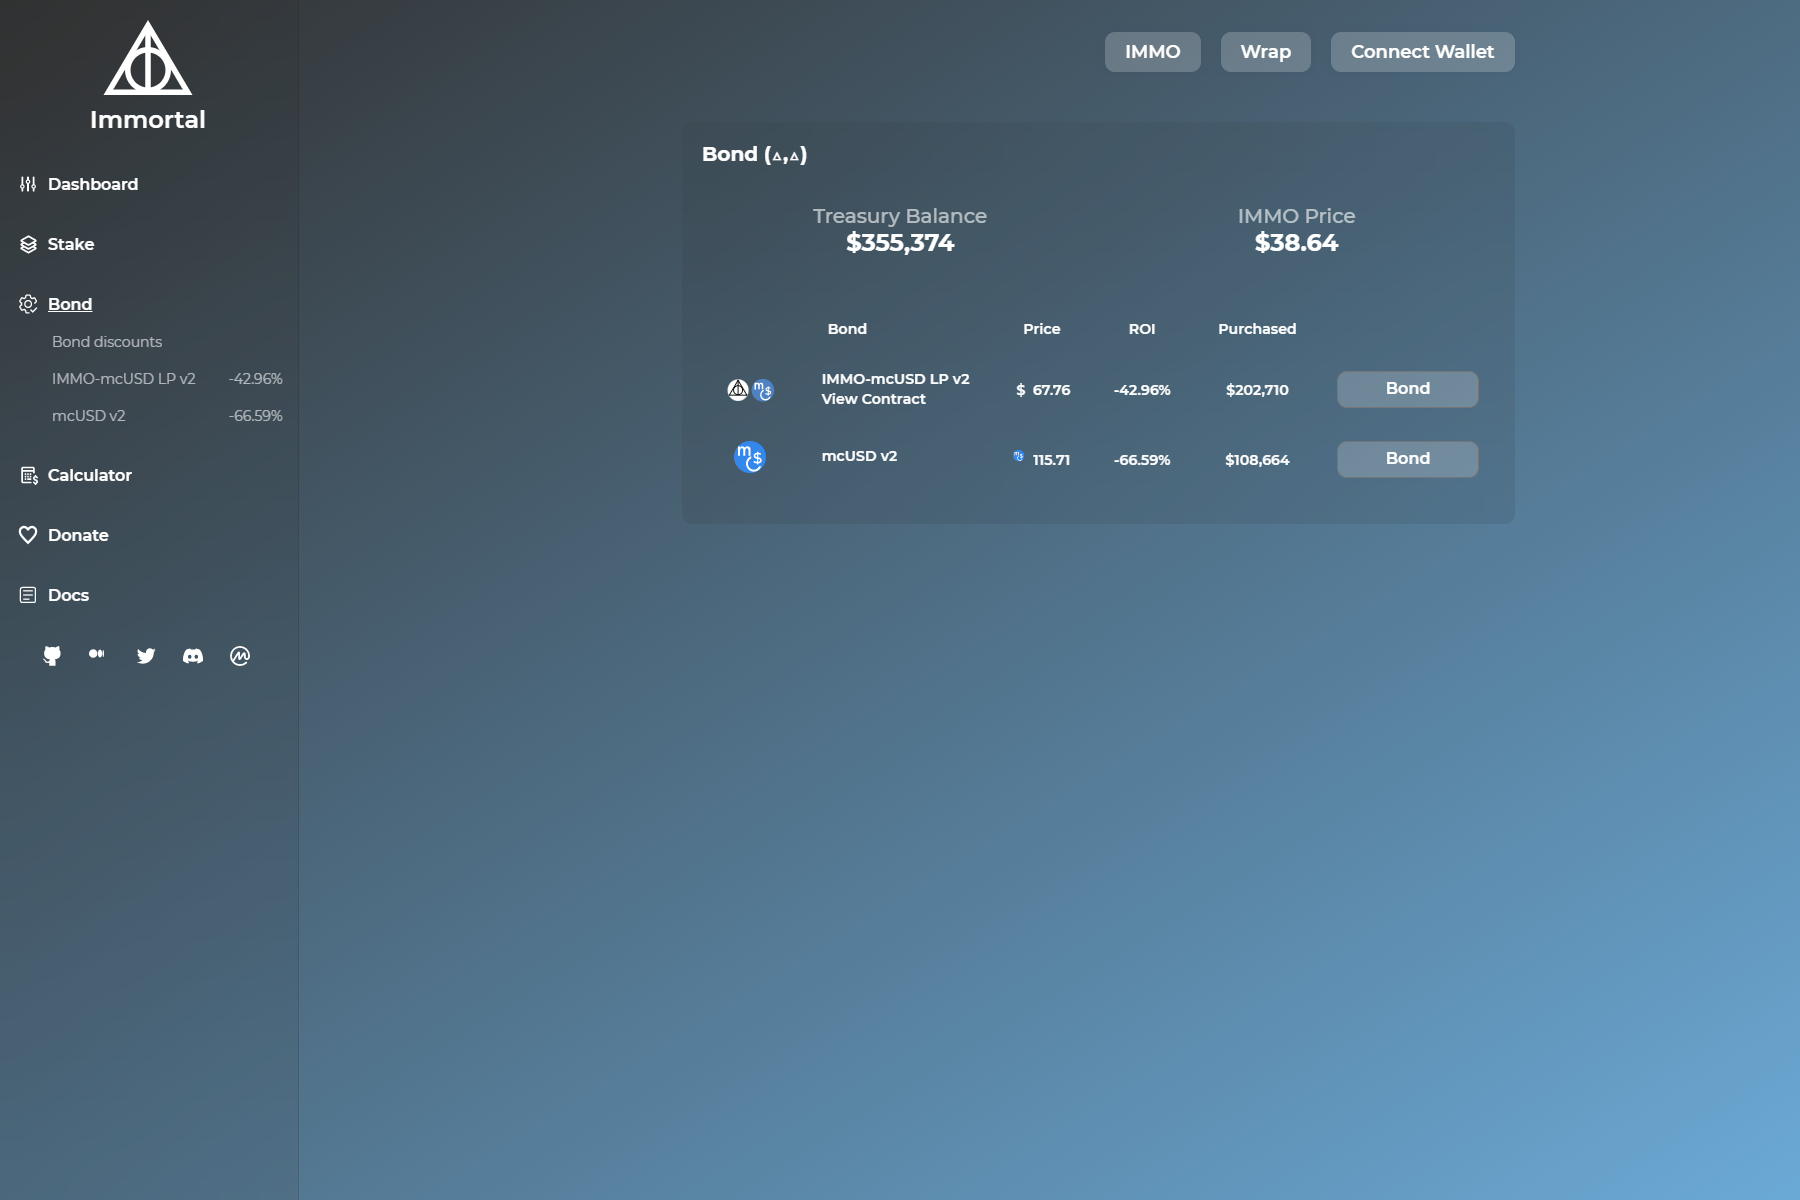 Immortal
Dashboard
Stake
Bond
Bond discounts
IMMO-mcUSD LP v2 -42.96%
mcUSD v2 -66.59%
Calculator
Donate
Docs
IMMO Wrap Connect Wallet
Bond (▵,▵)
Treasury Balance IMMO Price
$355,374 $38.64
Bond Price ROI Purchased
IMMO-mcUSD LP v2
View Contract $ 67.76 -42.96% $202,710 Bond
mcUSD v2 115.71 -66.59% $108,664 Bond